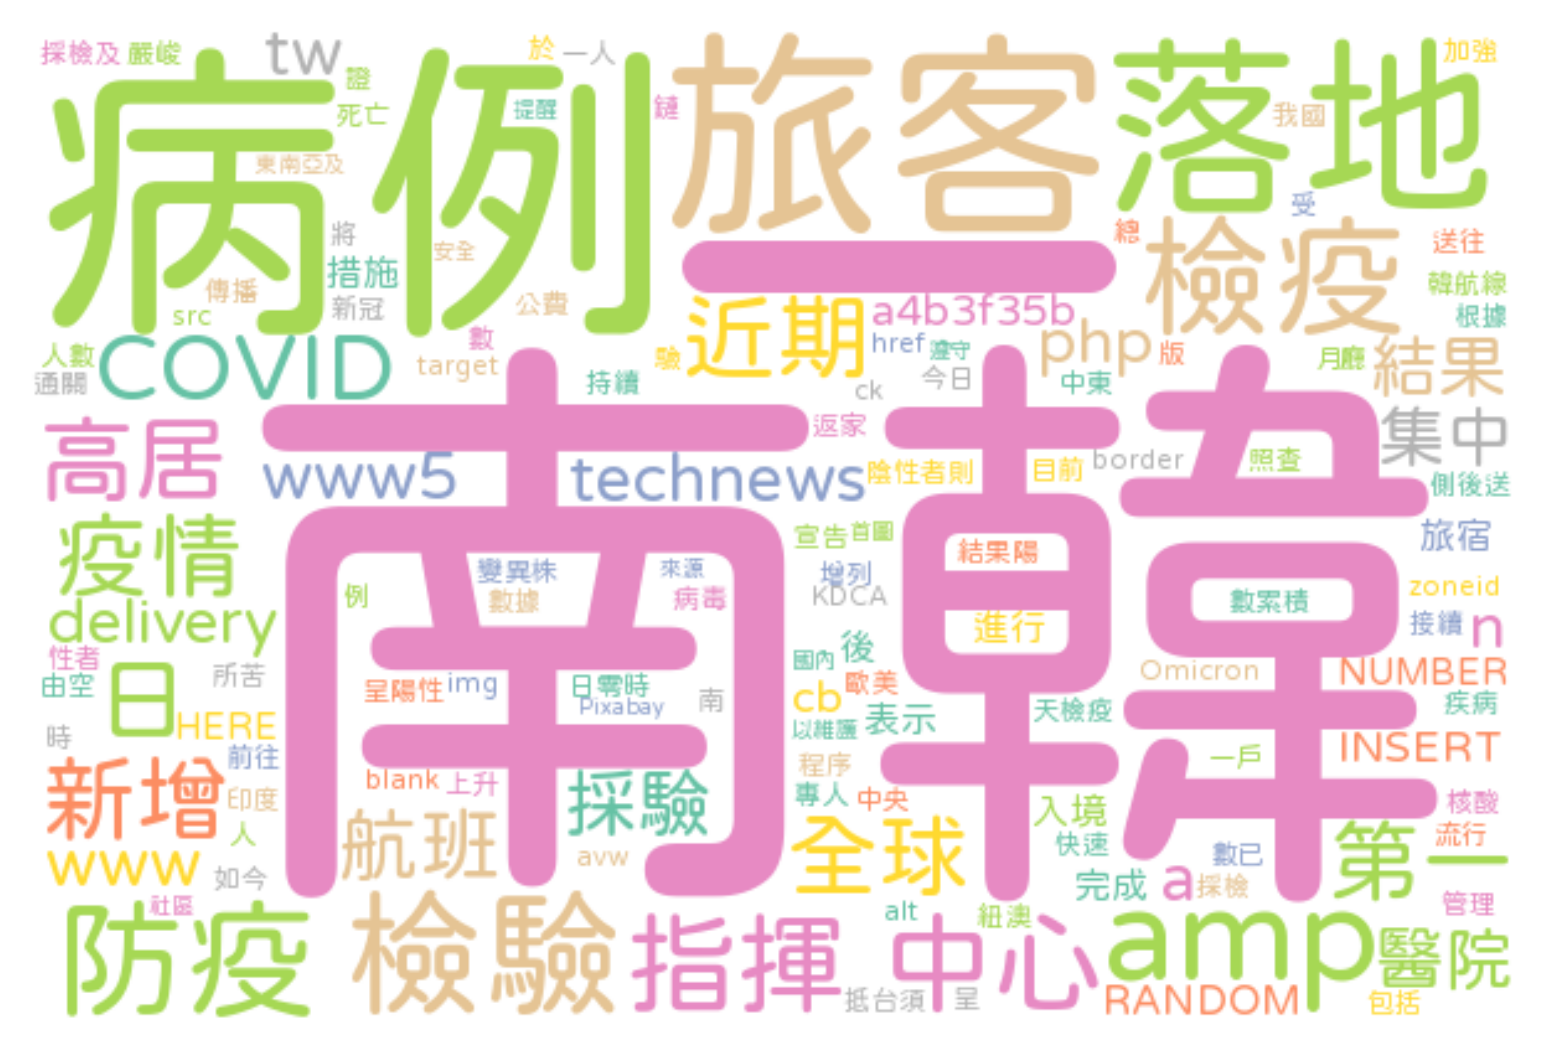 採檢及 嚴峻 tw 於 一人 加強
病例 旅客 落地
證 死亡 提醒 鏈 我國
東南亞及 受
將 安全 一 總 檢疫 送往
措施 傳播 新冠 公費 src
近期 a4b3f35b 韓航線 根據
人數 COVID 數 target 驗 href 遵守 php 版 月廳 結果
通關 持續 ck 今日 中東
南韓
高居 返家 集中
www5 technews 陰性者則 目前 border 照查 側後送
疫情 宣告 首圖 結果陽 旅宿
變異株 來源 增列 zoneid
例 數據 病毒 KDCA 進行 數累積 接續 n
delivery
性者 所苦 國內 後 Omicron NUMBER
由空 日 呈陽性 img 日零時 南 cb 歐美 疾病
HERE Pixabay 以維護 表示 天檢疫
時 前往 程序 一戶 INSERT
新增 印度 blank 上升 採驗 專人 中央 入境 核酸
人 航班 全球 快速 數已 第一 流行
www 如今 avw 完成 a 採檢
社區 alt 紐澳 管理
防疫 檢驗 指揮 中心 amp 醫院
抵台須 呈 RANDOM 包括